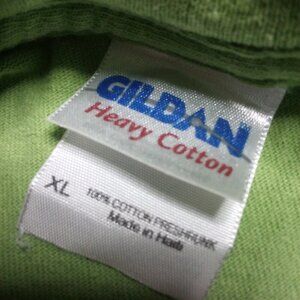 GILDAN
Heavy Cotton
XL
100% COTTON PRESHRUNK
Made in Haiti